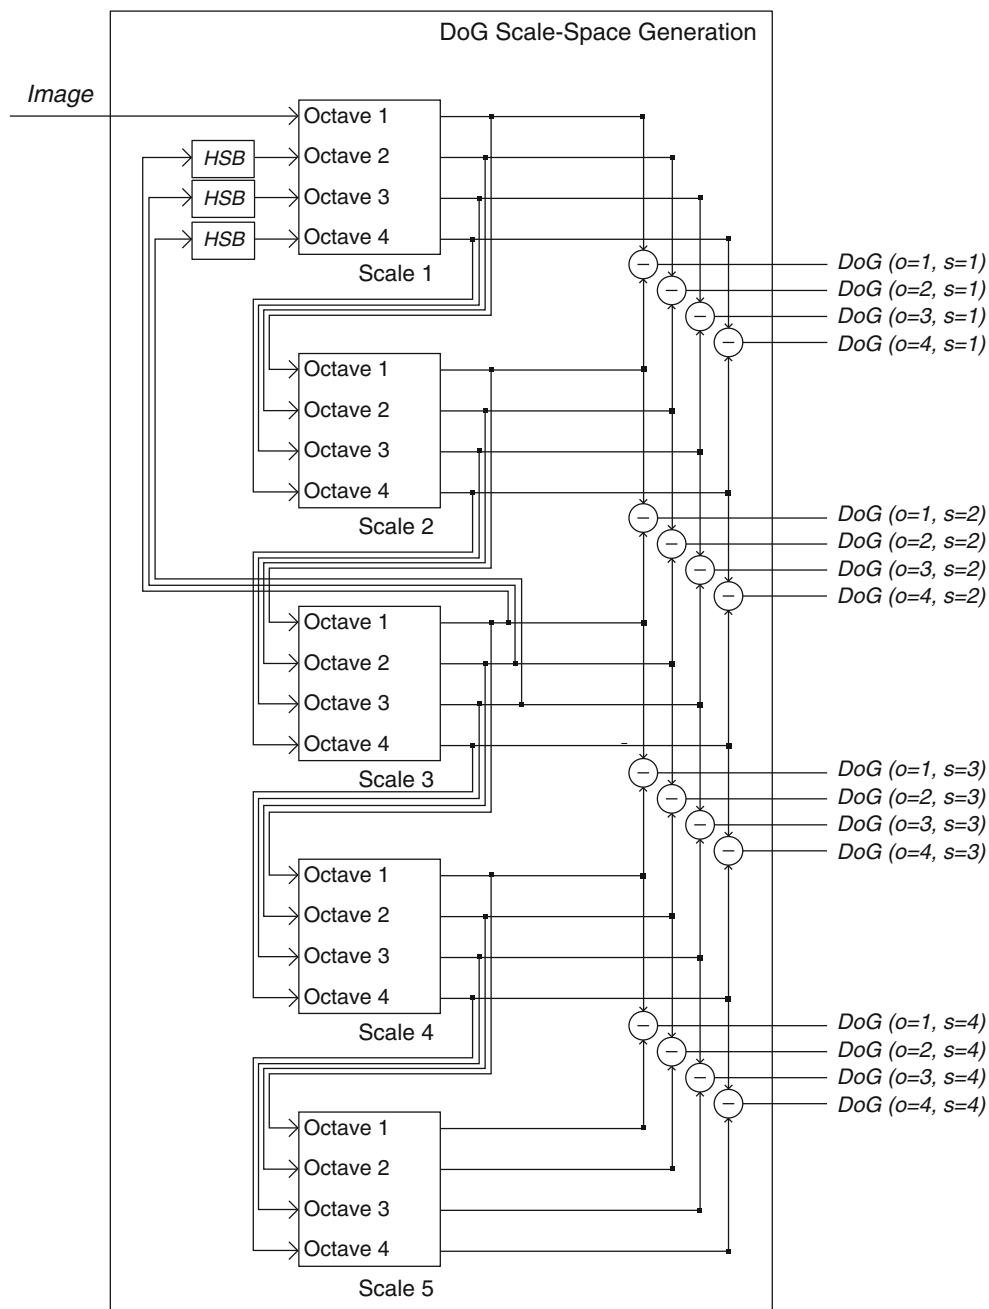 DoG Scale-Space Generation
Image
Octave 1
HSB
Octave 2
HSB
Octave 3
HSB
Octave 4
Scale 1
DoG (o=1, s=1)
DoG (o=2, s=1)
DoG (o=3, s=1)
DoG (o=4, s=1)
Octave 1
Octave 2
Octave 3
Octave 4
Scale 2
DoG (o=1, s=2)
DoG (o=2, s=2)
DoG (o=3, s=2)
DoG (o=4, s=2)
Octave 1
Octave 2
Octave 3
Octave 4
Scale 3
DoG (o=1, s=3)
DoG (o=2, s=3)
DoG (o=3, s=3)
DoG (o=4, s=3)
Octave 1
Octave 2
Octave 3
Octave 4
Scale 4
DoG (o=1, s=4)
DoG (o=2, s=4)
DoG (o=3, s=4)
DoG (o=4, s=4)
Octave 1
Octave 2
Octave 3
Octave 4
Scale 5